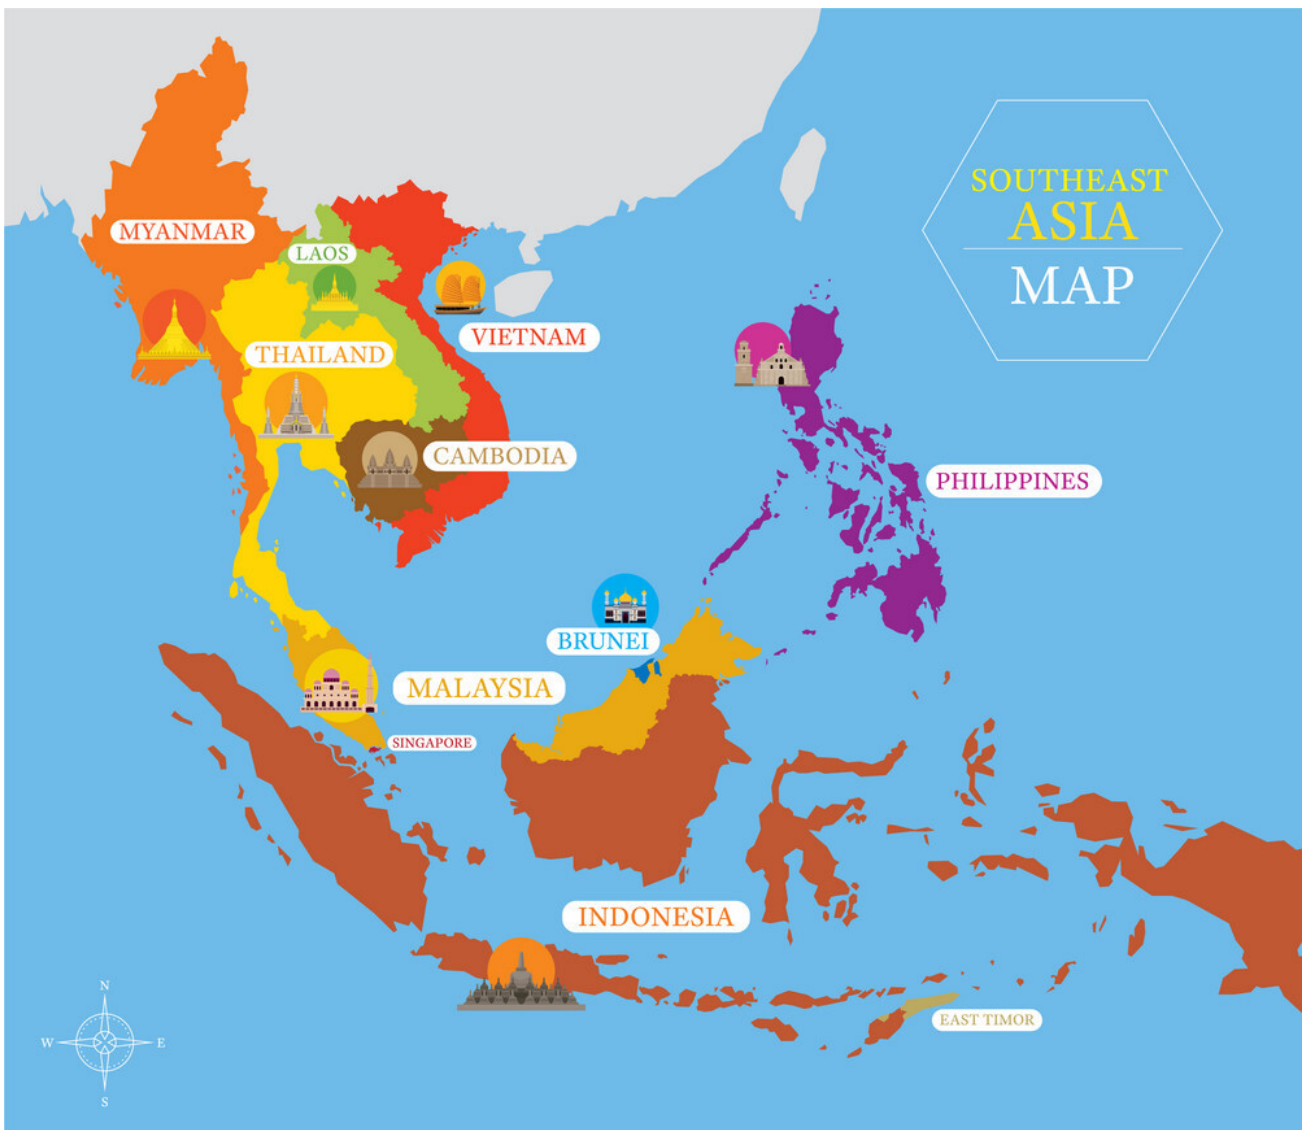 SOUTHEAST
ASIA
MAP
MYANMAR
LAOS
VIETNAM
THAILAND
CAMBODIA
PHILIPPINES
BRUNEI
MALAYSIA
SINGAPORE
INDONESIA
EAST TIMOR
N
W E
S